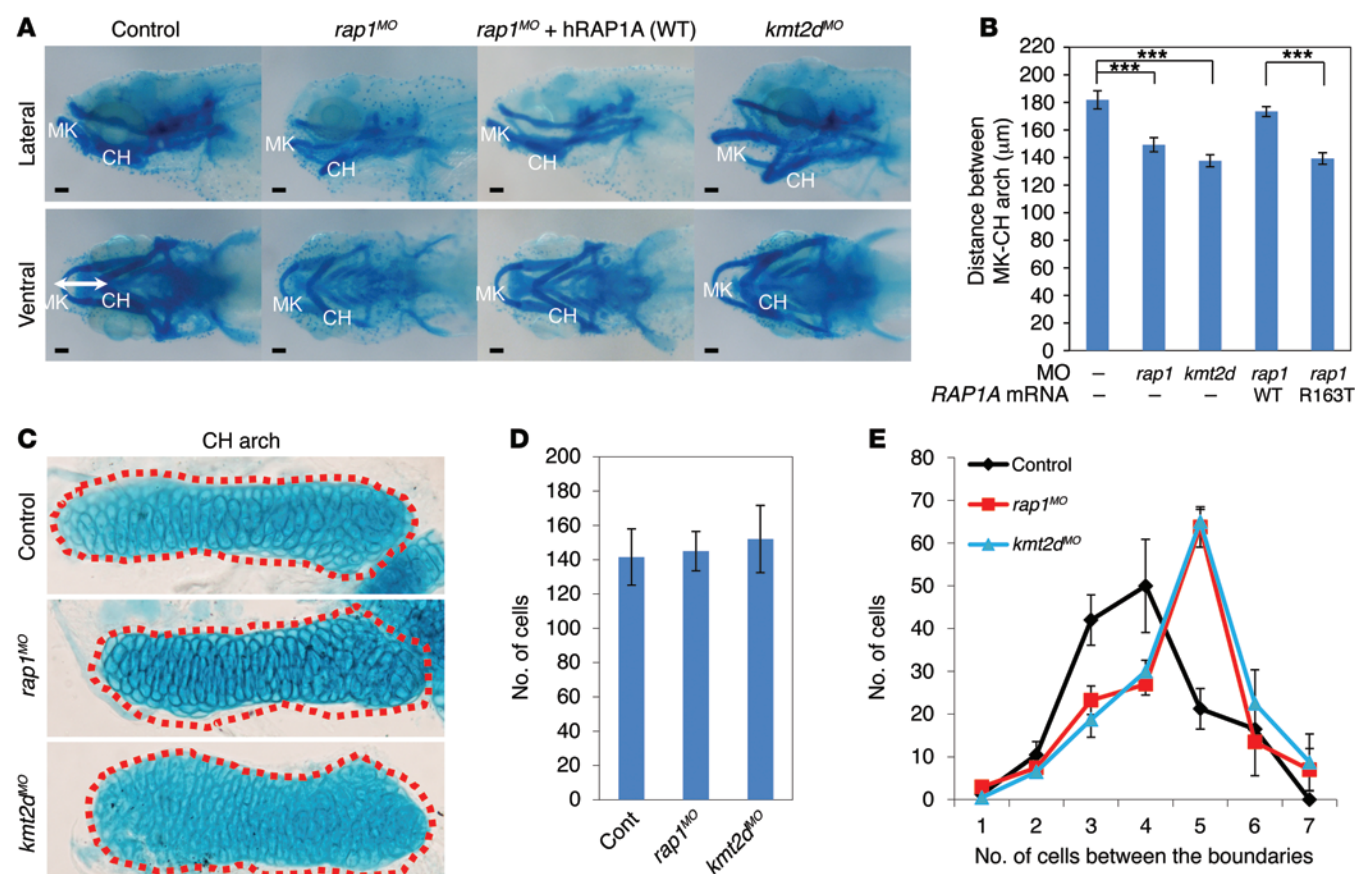 A
Control
rap1MO
rap1MO + hRAP1A (WT)
kmt2dMO
Lateral
MK
CH
MK
CH
MK
CH
MK
CH
Ventral
MK
CH
MK
CH
MK
CH
MK
CH
B
Distance between
MK-CH arch (μm)
220
200
180
160
140
120
100
80
60
40
20
0
***
***
***
MO – rap1 kmt2d rap1 rap1
RAP1A mRNA – – – WT R163T
C
CH arch
Control
rap1MO
kmt2dMO
D
No. of cells
200
180
160
140
120
100
80
60
40
20
0
Cont
rap1MO
kmt2dMO
E
No. of cells
80
70
60
50
40
30
20
10
0
Control
rap1MO
kmt2dMO
1 2 3 4 5 6 7
No. of cells between the boundaries